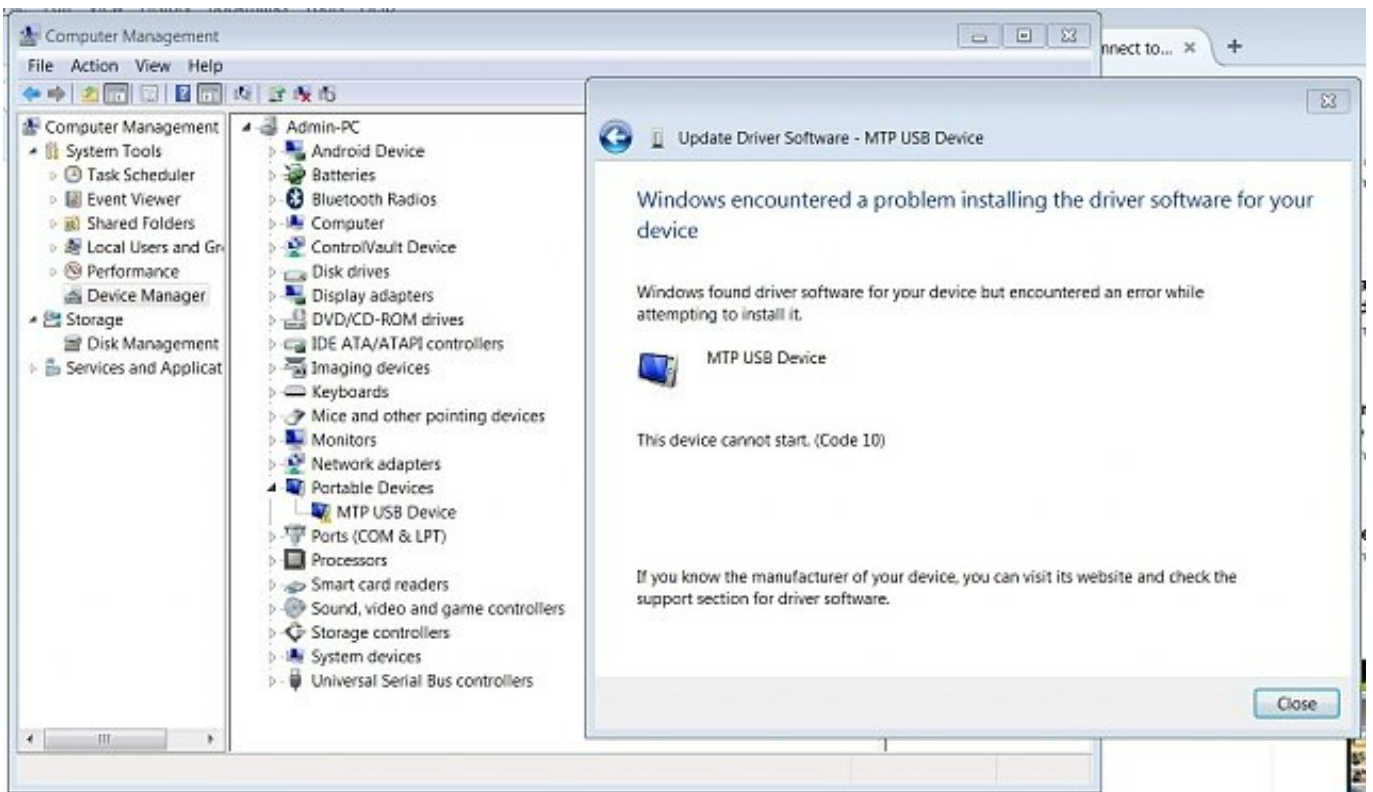 Computer Management
nnect to...
File Action View Help
Computer Management
System Tools
Task Scheduler
Event Viewer
Shared Folders
Local Users and Gr
Performance
Device Manager
Storage
Disk Management
Services and Applicat
Admin-PC
Android Device
Batteries
Bluetooth Radios
Computer
ControlVault Device
Disk drives
Display adapters
DVD/CD-ROM drives
IDE ATA/ATAPI controllers
Imaging devices
Keyboards
Mice and other pointing devices
Monitors
Network adapters
Portable Devices
MTP USB Device
Ports (COM & LPT)
Processors
Smart card readers
Sound, video and game controllers
Storage controllers
System devices
Universal Serial Bus controllers
Update Driver Software - MTP USB Device
Windows encountered a problem installing the driver software for your
device
Windows found driver software for your device but encountered an error while
attempting to install it.
MTP USB Device
This device cannot start. (Code 10)
If you know the manufacturer of your device, you can visit its website and check the
support section for driver software.
Close